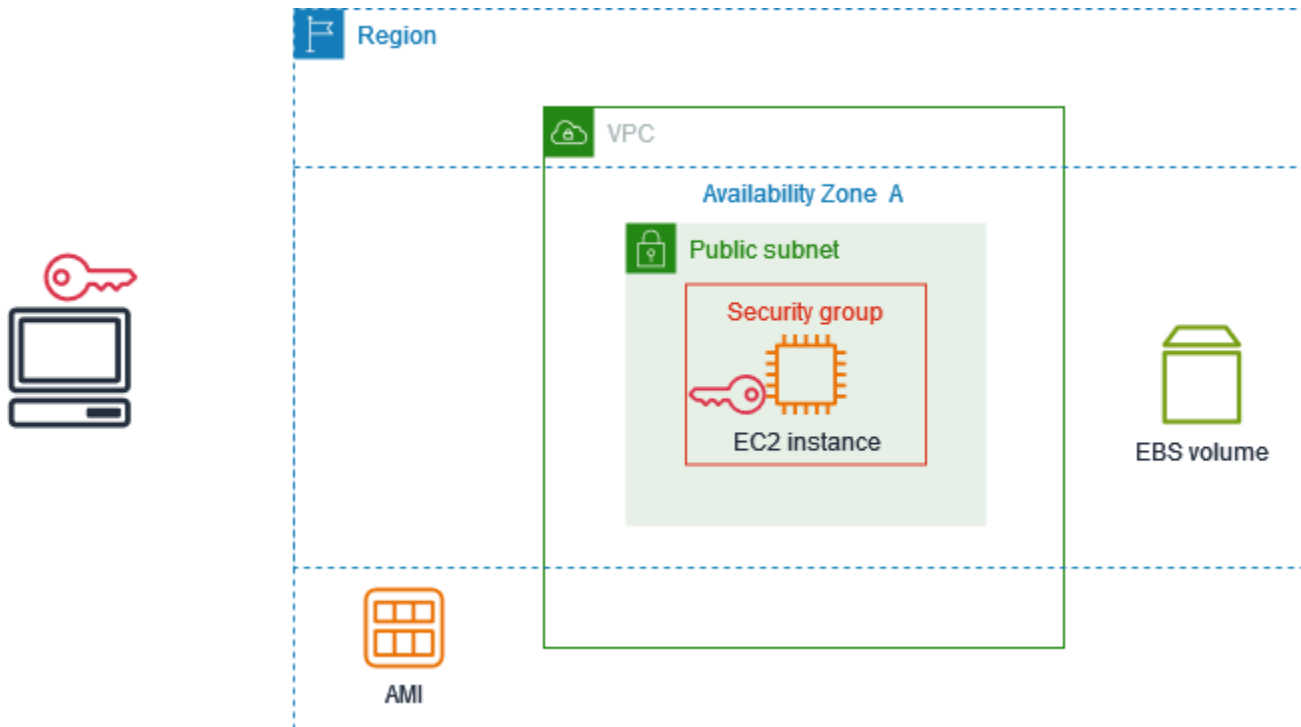 Region
VPC
Availability Zone A
Public subnet
Security group
EC2 instance
EBS volume
AMI